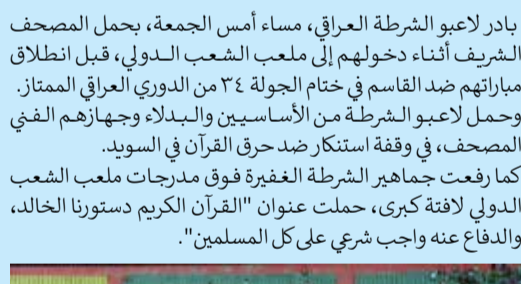 بادر لاعبو الشرطة العراقي، مساء أمس الجمعة، بحمل المصحف
الشريف أثناء دخولهم إلى ملعب الشعب الدولي، قبل انطلاق
مباراتهم ضد القاسم في ختام الجولة ٣٤ من الدوري العراقي الممتاز.
وحمل لاعبو الشرطة من الأساسيين والبدلاء وجهازهم الفني
المصحف، في وقفة استنكار ضد حرق القرآن في السويد.
كما رفعت جماهير الشرطة الغفيرة فوق مدرجات ملعب الشعب
الدولي لافتة كبرى، حملت عنوان "القرآن الكريم دستورنا الخالد،
والدفاع عنه واجب شرعي على كل المسلمين".